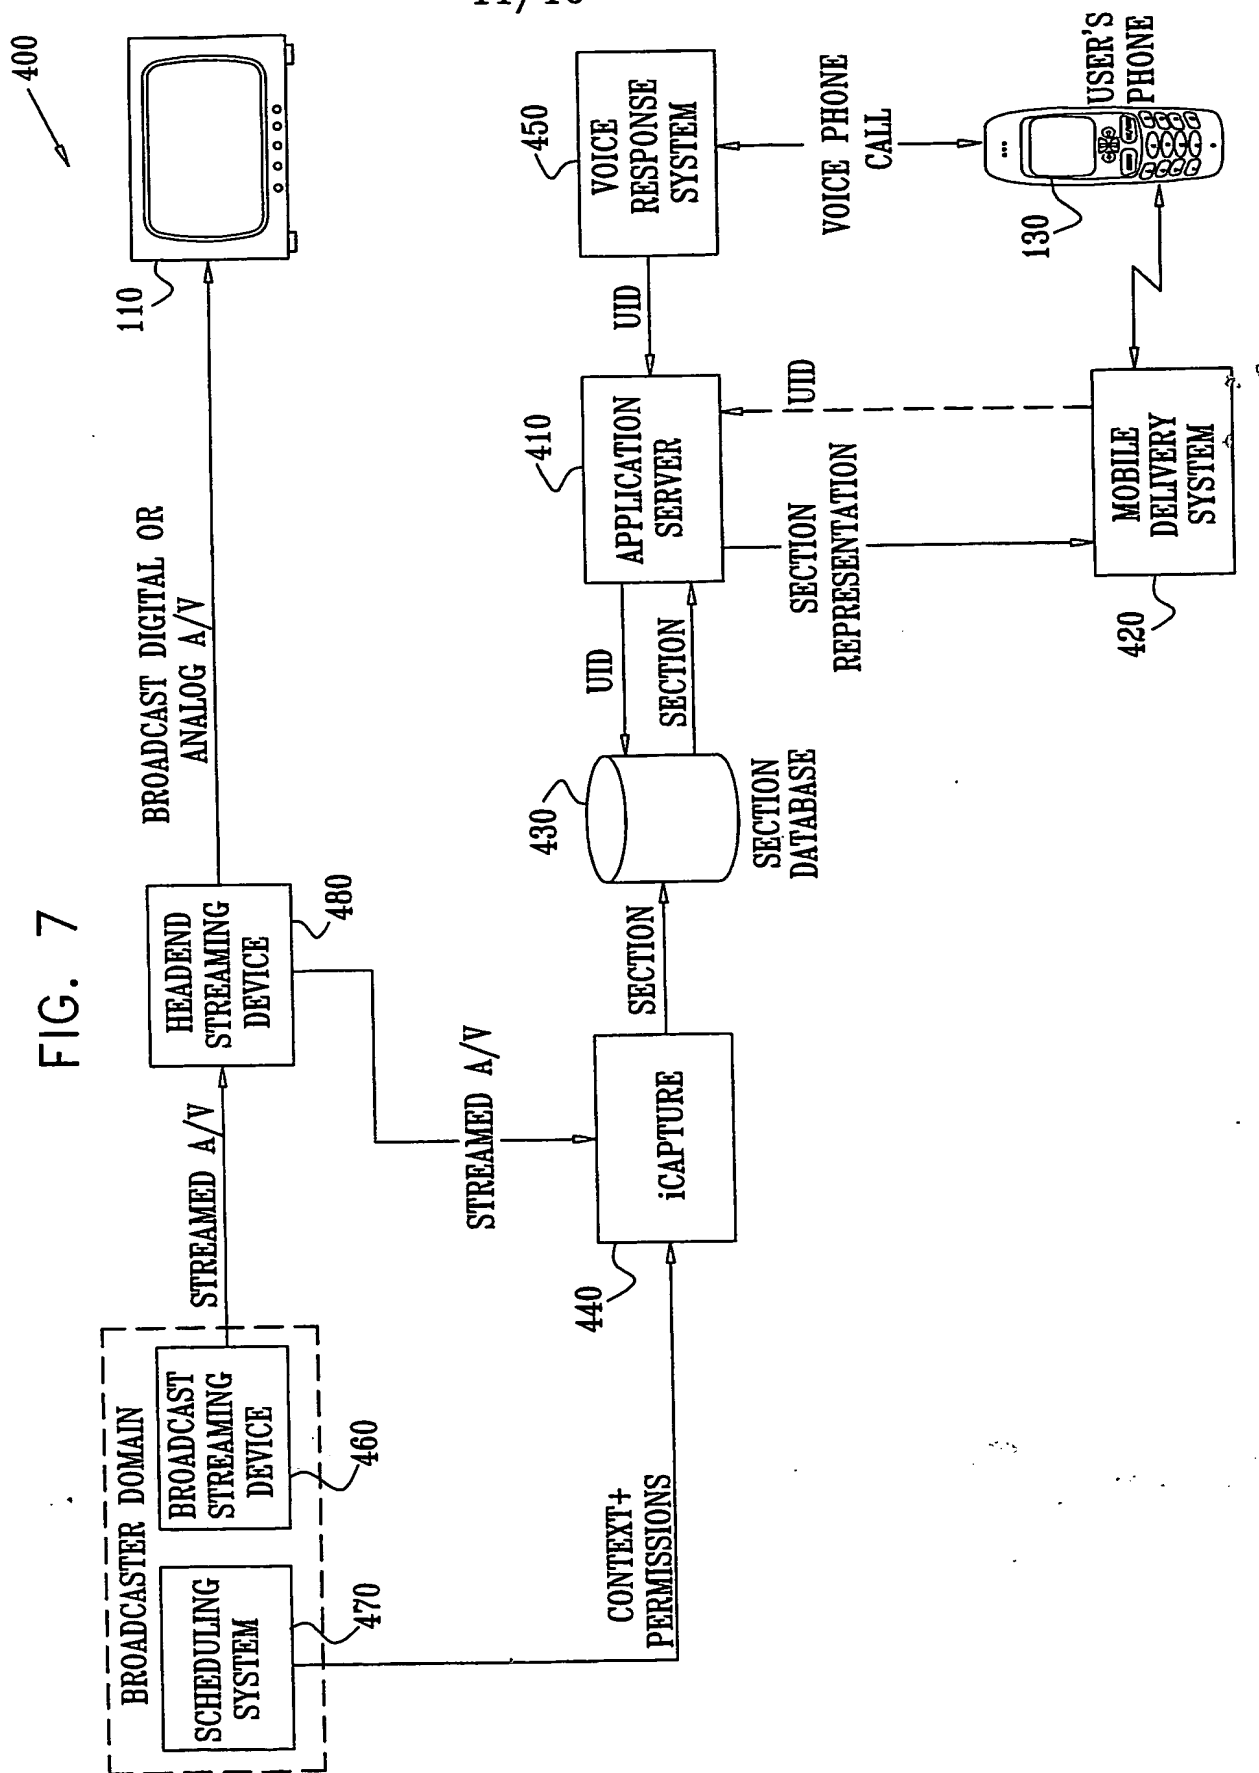 FIG. 7
400
BROADCASTER DOMAIN
SCHEDULING
SYSTEM
470
BROADCAST
STREAMING
DEVICE
460
STREAMED A/V
HEADEND
STREAMING
DEVICE
480
BROADCAST DIGITAL OR
ANALOG A/V
110
STREAMED A/V
CONTEXT+
PERMISSIONS
440
iCAPTURE
SECTION
430
SECTION
DATABASE
UID
SECTION
410
APPLICATION
SERVER
UID
450
VOICE
RESPONSE
SYSTEM
SECTION
REPRESENTATION
UID
VOICE PHONE
CALL
420
MOBILE
DELIVERY
SYSTEM
130
USER'S
PHONE